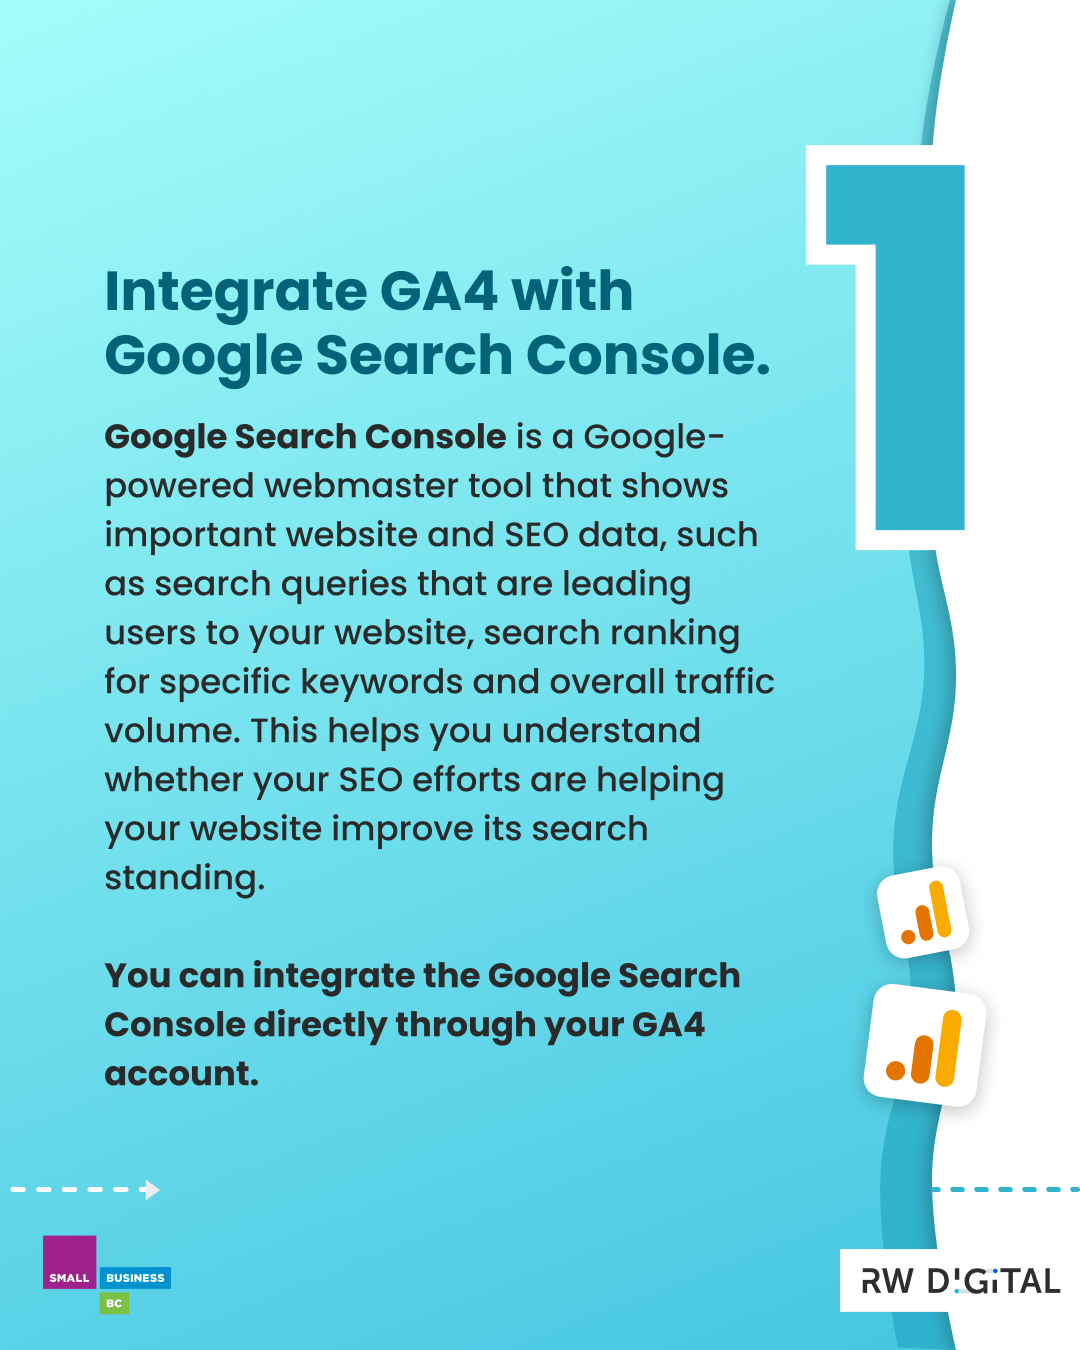 1
Integrate GA4 with
Google Search Console.
Google Search Console is a Google-
powered webmaster tool that shows
important website and SEO data, such
as search queries that are leading
users to your website, search ranking
for specific keywords and overall traffic
volume. This helps you understand
whether your SEO efforts are helping
your website improve its search
standing.
You can integrate the Google Search
Console directly through your GA4
account.
SMALL BUSINESS
BC
RW DIGITAL